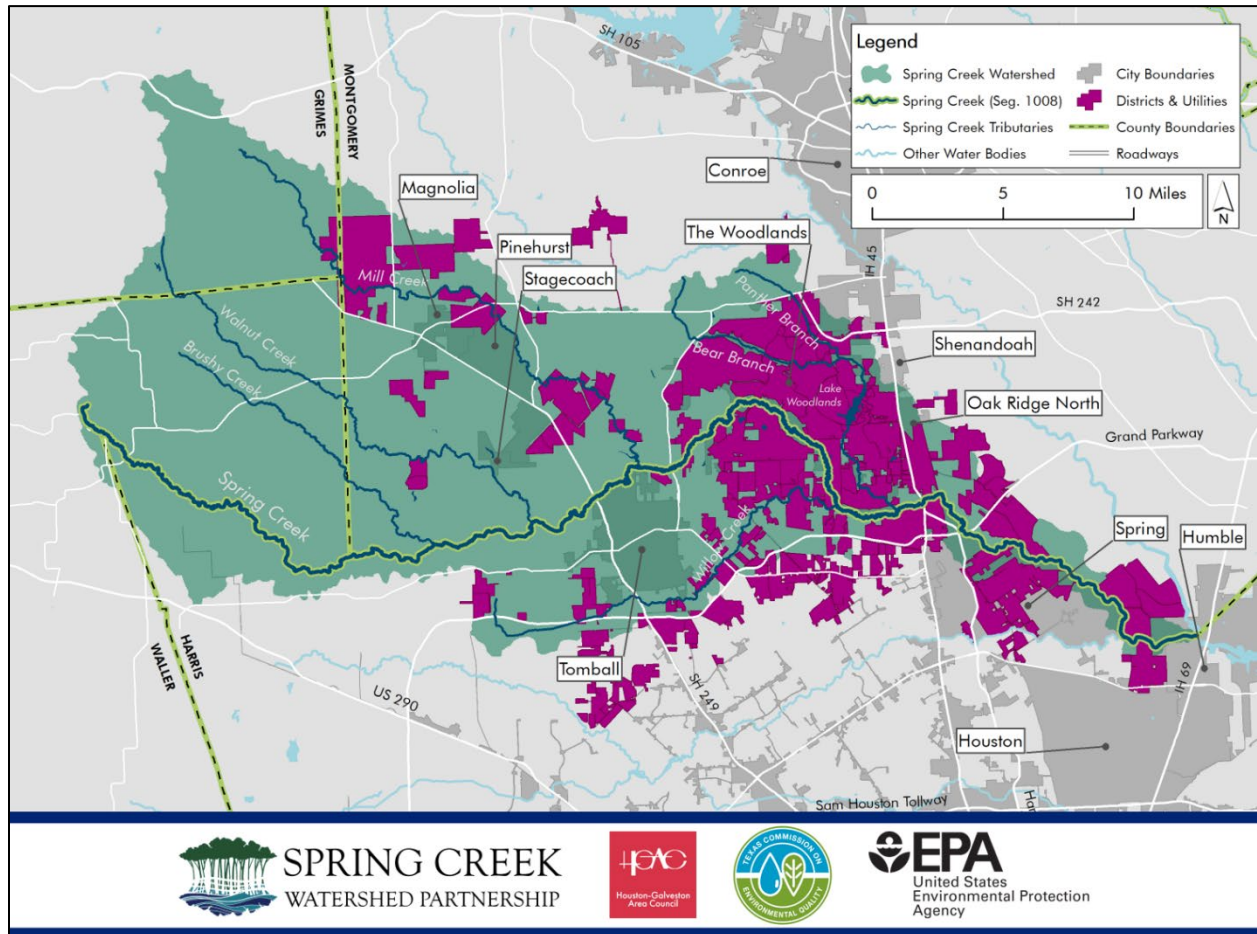 SH 105
MONTGOMERY
GRIMES
Legend
Spring Creek Watershed
Spring Creek (Seg. 1008)
Spring Creek Tributaries
Other Water Bodies
City Boundaries
Districts & Utilities
County Boundaries
Roadways
0 5 10 Miles
N
Conroe
Magnolia
The Woodlands
Pinehurst
Stagecoach
IH 45
Mill Creek
Panther Branch
SH 242
Walnut Creek
Brushy Creek
Bear Branch
Shenandoah
Lake
Woodlands
Oak Ridge North
Grand Parkway
Spring Creek
Willow Creek
Spring
Humble
HARRIS
WALLER
Tomball
US 290
SH 249
IH 69
Houston
Sam Houston Tollway
Har
SPRING CREEK
WATERSHED PARTNERSHIP
Houston-Galveston
Area Council
TEXAS COMMISSION ON
ENVIRONMENTAL QUALITY
EPA
United States
Environmental Protection
Agency